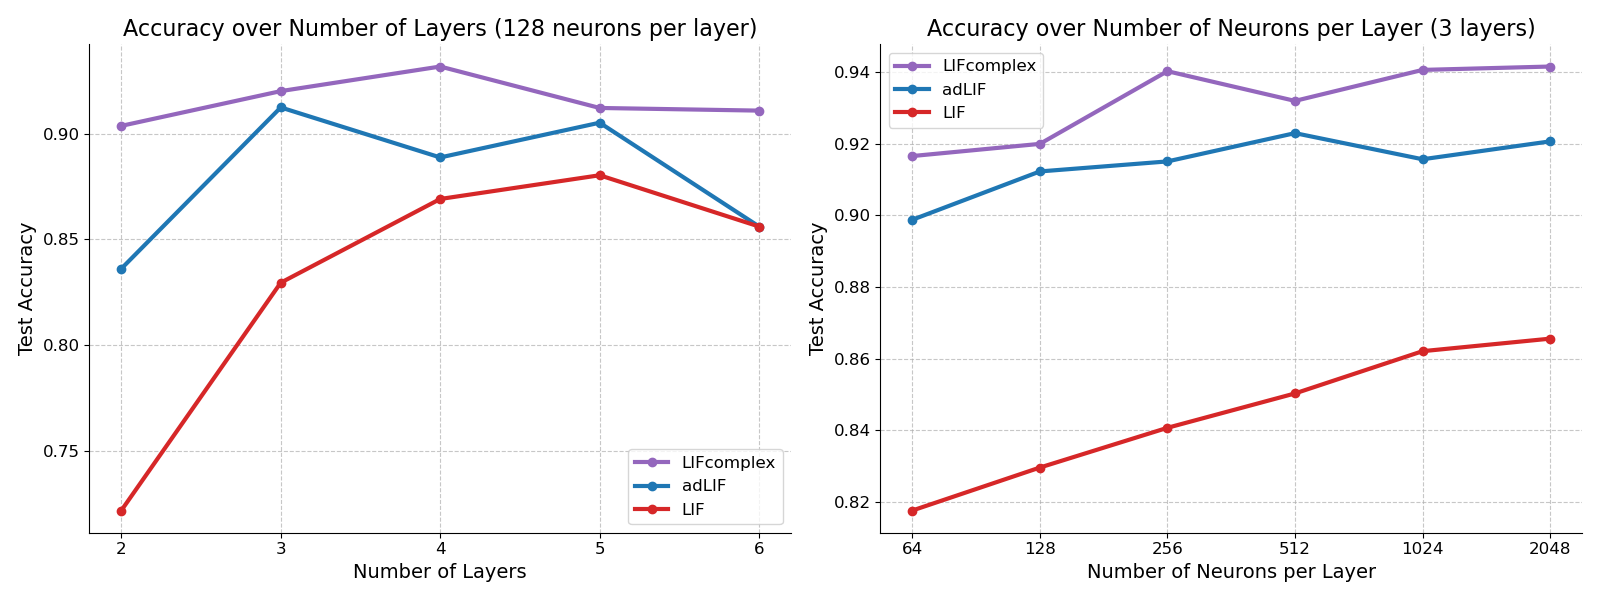 Accuracy over Number of Layers (128 neurons per layer)
Test Accuracy
0.90
0.85
0.80
0.75
LIFcomplex
adLIF
LIF
2 3 4 5 6
Number of Layers
Accuracy over Number of Neurons per Layer (3 layers)
Test Accuracy
0.94
0.92
0.90
0.88
0.86
0.84
0.82
LIFcomplex
adLIF
LIF
64 128 256 512 1024 2048
Number of Neurons per Layer